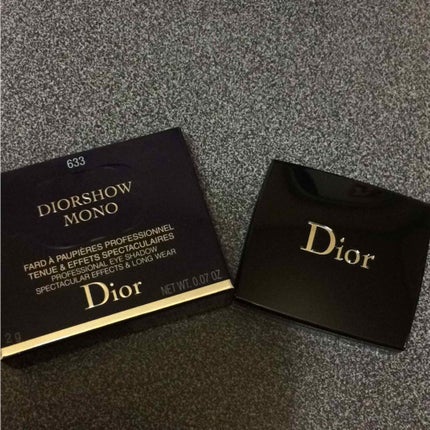 633
DIORSHOW
MONO
FARD À PAUPIÈRES PROFESSIONNEL
TENUE & EFFETS SPECTACULAIRES
PROFESSIONAL EYE SHADOW
SPECTACULAR EFFECTS & LONG WEAR
Dior
2 g
NET WT. 0.07 OZ
Dior